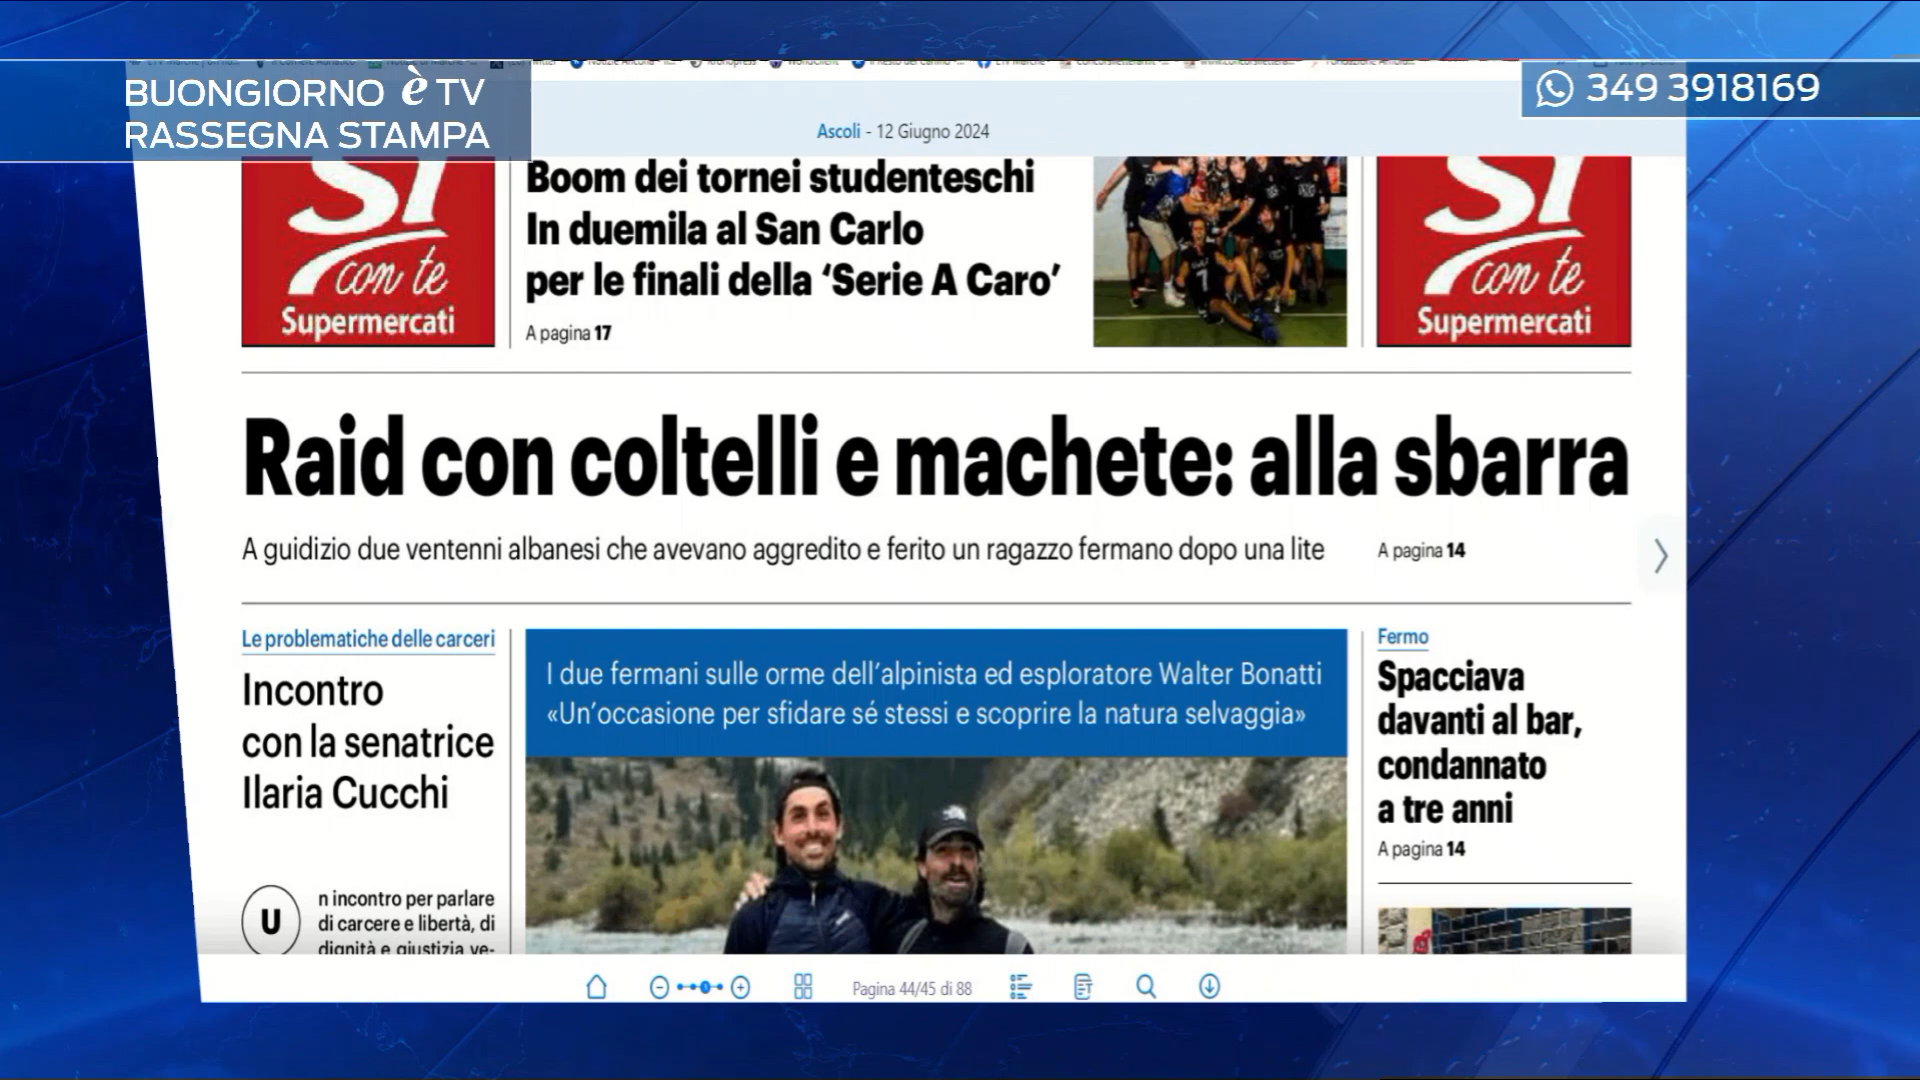 BUONGIORNO è TV
RASSEGNA STAMPA
349 3918169
Ascoli - 12 Giugno 2024
SÌ
con te
Supermercati
Boom dei tornei studenteschi
In duemila al San Carlo
per le finali della ‘Serie A Caro’
A pagina 17
SÌ
con te
Supermercati
Raid con coltelli e machete: alla sbarra
A guidizio due ventenni albanesi che avevano aggredito e ferito un ragazzo fermano dopo una lite
A pagina 14
Le problematiche delle carceri
Incontro
con la senatrice
Ilaria Cucchi
U
n incontro per parlare
di carcere e libertà, di
dignità e giustizia ve-
I due fermani sulle orme dell’alpinista ed esploratore Walter Bonatti
«Un’occasione per sfidare sé stessi e scoprire la natura selvaggia»
Fermo
Spacciava
davanti al bar,
condannato
a tre anni
A pagina 14
Pagina 44/45 di 88